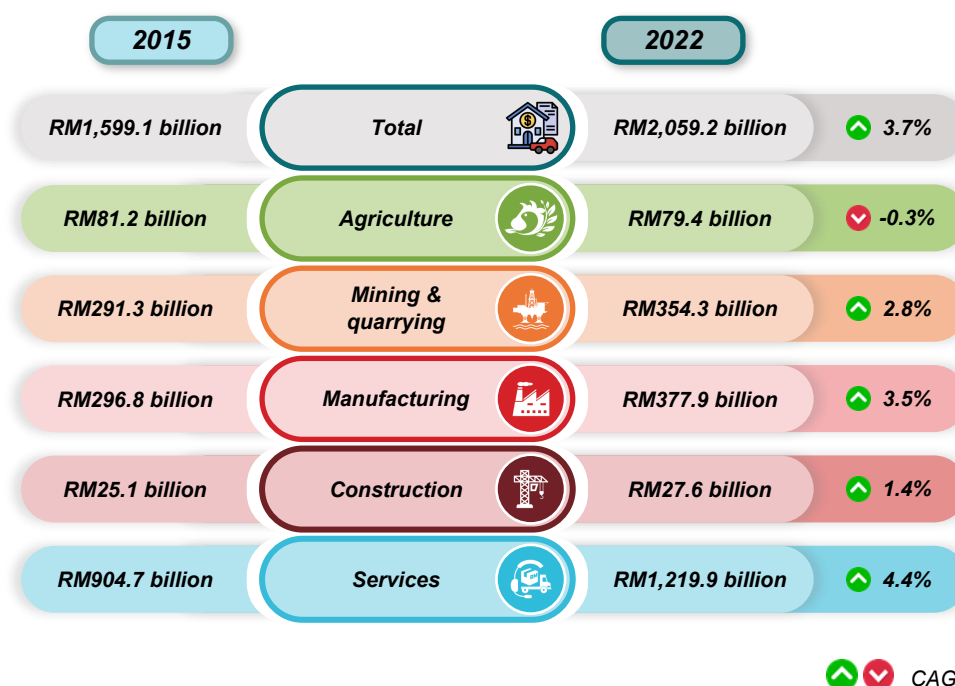 2015
2022
RM1,599.1 billion
Total
RM2,059.2 billion
3.7%
RM81.2 billion
Agriculture
RM79.4 billion
-0.3%
RM291.3 billion
Mining &
quarrying
RM354.3 billion
2.8%
RM296.8 billion
Manufacturing
RM377.9 billion
3.5%
RM25.1 billion
Construction
RM27.6 billion
1.4%
RM904.7 billion
Services
RM1,219.9 billion
4.4%
CAG